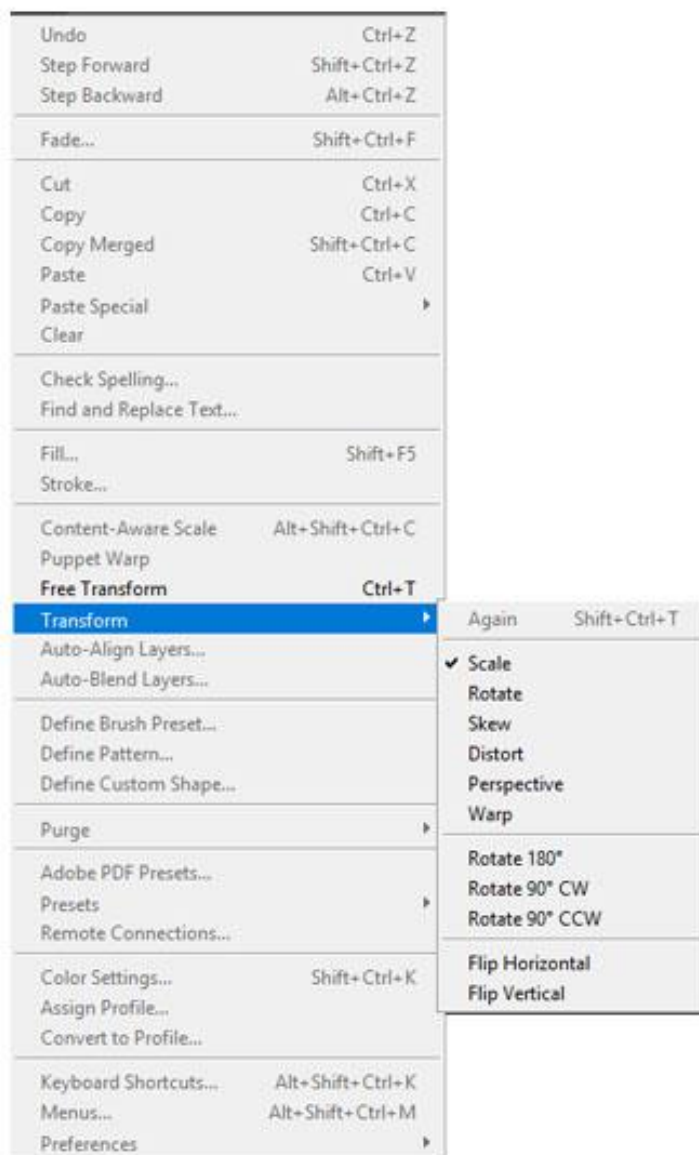 Undo Ctrl+Z
Step Forward Shift+Ctrl+Z
Step Backward Alt+Ctrl+Z
Fade... Shift+Ctrl+F
Cut Ctrl+X
Copy Ctrl+C
Copy Merged Shift+Ctrl+C
Paste Ctrl+V
Paste Special
Clear
Check Spelling...
Find and Replace Text...
Fill... Shift+F5
Stroke...
Content-Aware Scale Alt+Shift+Ctrl+C
Puppet Warp
Free Transform Ctrl+T
Transform
Auto-Align Layers...
Auto-Blend Layers...
Define Brush Preset...
Define Pattern...
Define Custom Shape...
Purge
Adobe PDF Presets...
Presets
Remote Connections...
Color Settings... Shift+Ctrl+K
Assign Profile...
Convert to Profile...
Keyboard Shortcuts... Alt+Shift+Ctrl+K
Menus... Alt+Shift+Ctrl+M
Preferences
Again Shift+Ctrl+T
Scale
Rotate
Skew
Distort
Perspective
Warp
Rotate 180°
Rotate 90° CW
Rotate 90° CCW
Flip Horizontal
Flip Vertical